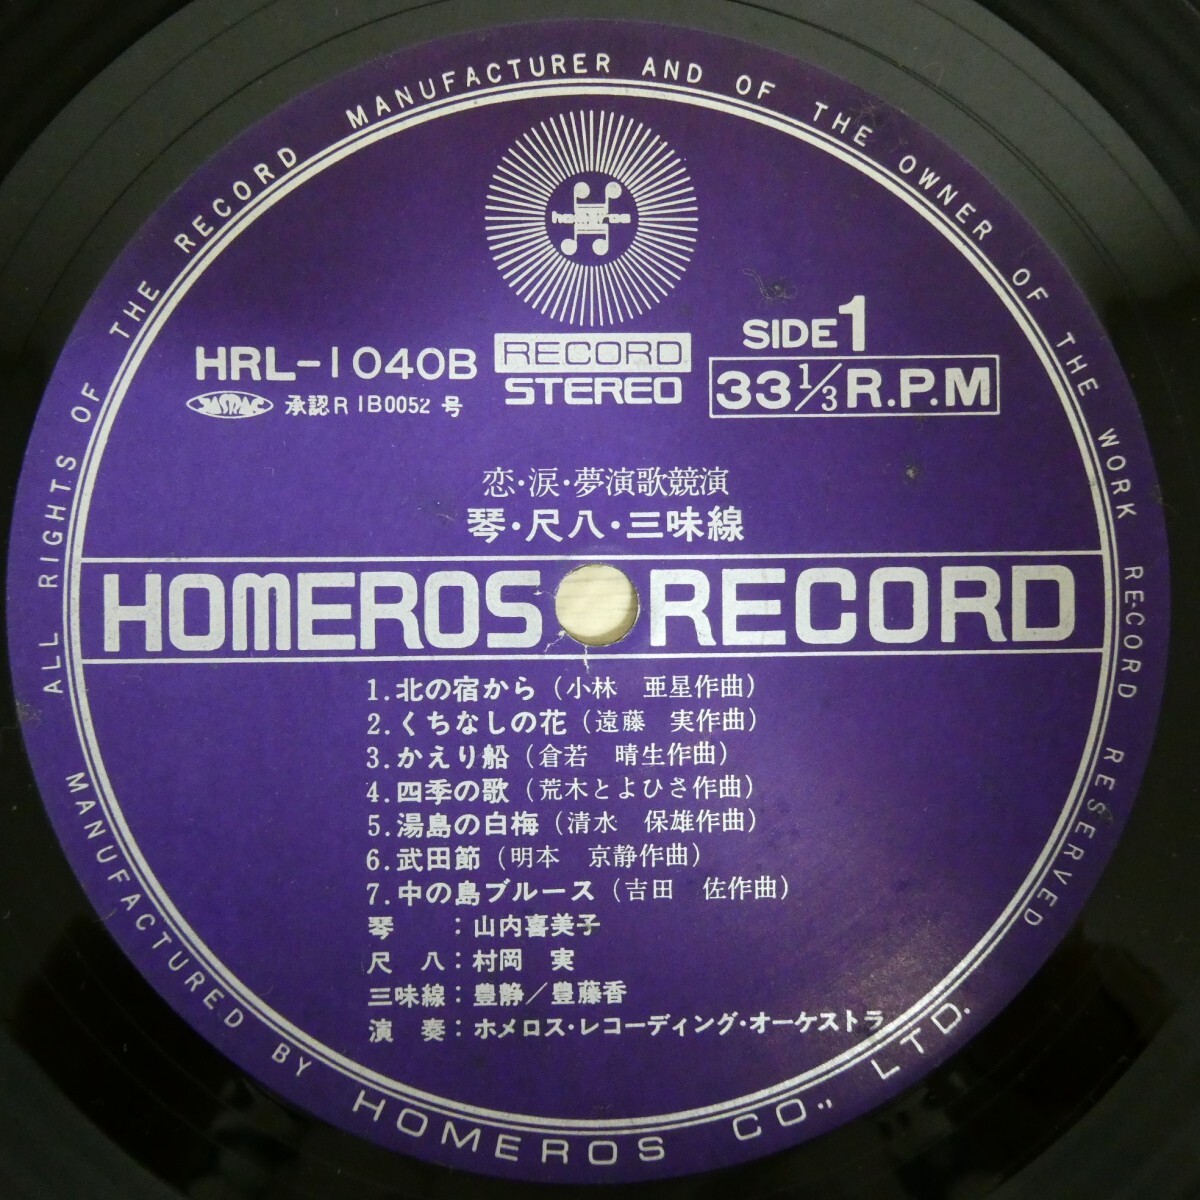 ALL RIGHTS OF THE RECORD MANUFACTURER AND OF THE OWNER OF THE WORK RECORD RESERVED
homeros
HRL-1040B
RECORD
STEREO
SIDE 1
33 1/3 R.P.M
JASRAC 承認R IB0052 号
恋・涙・夢演歌競演
琴・尺八・三味線
HOMEROS RECORD
1.北の宿から(小林 亜星作曲)
2.くちなしの花(遠藤 実作曲)
3.かえり船(倉若 晴生作曲)
4.四季の歌(荒木とよひさ作曲)
5.湯島の白梅(清水 保雄作曲)
6.武田節(明本 京静作曲)
7.中の島ブルース(吉田 佐作曲)
琴 :山内喜美子
尺 八:村岡 実
三味線:豊静/豊藤香
演 奏:ホメロス・レコーディング・オーケストラ
MANUFACTURED BY HOMEROS CO., LTD.